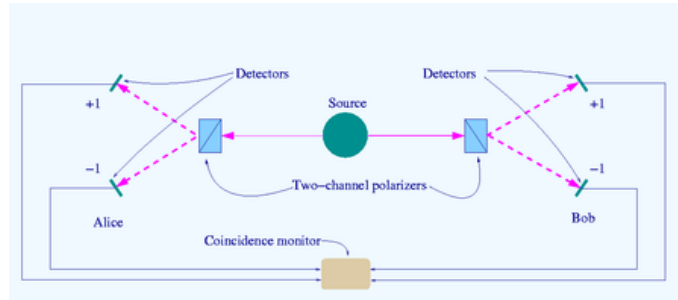 Detectors
Detectors
Source
+1
+1
−1
−1
Two−channel polarizers
Alice
Bob
Coincidence monitor